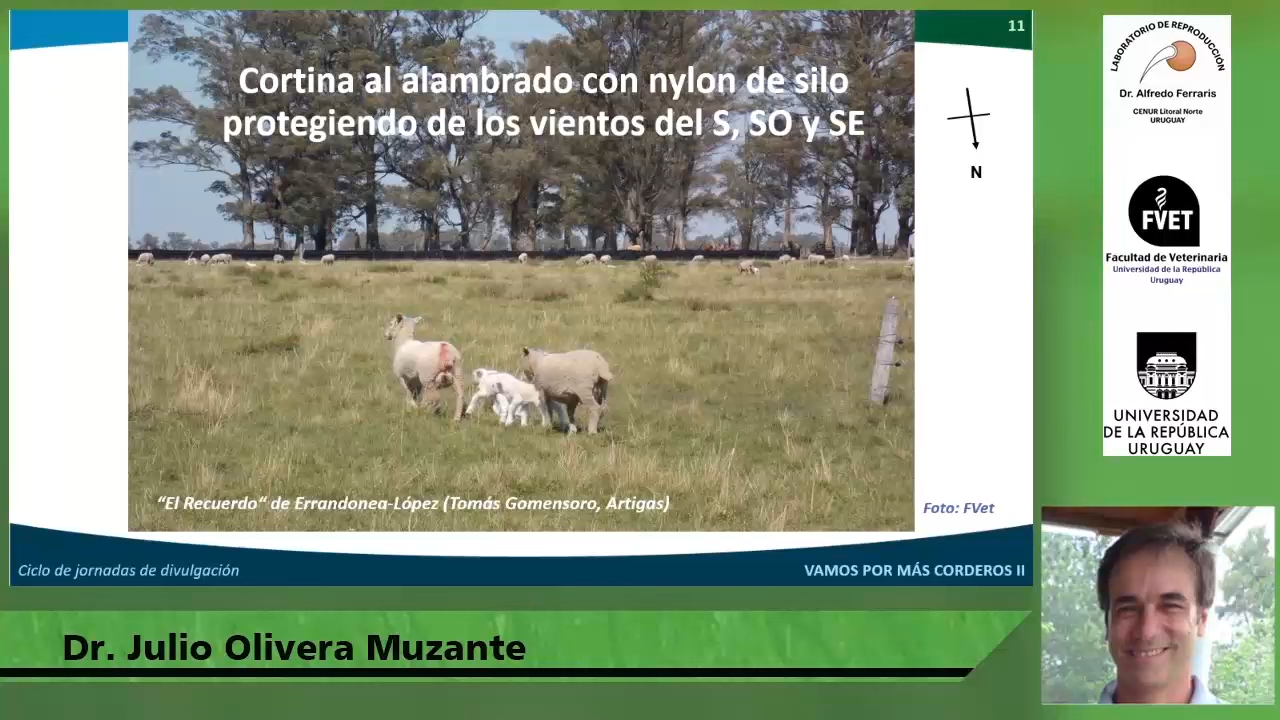 11
Cortina al alambrado con nylon de silo
protegiendo de los vientos del S, SO y SE
N
“El Recuerdo“ de Errandonea-López (Tomás Gomensoro, Artigas)
Foto: FVet
Ciclo de jornadas de divulgación
VAMOS POR MÁS CORDEROS II
Dr. Julio Olivera Muzante
LABORATORIO DE REPRODUCCIÓN
Dr. Alfredo Ferraris
CENUR Litoral Norte
URUGUAY
FVET
Facultad de Veterinaria
Universidad de la República
Uruguay
UNIVERSIDAD
DE LA REPÚBLICA
URUGUAY